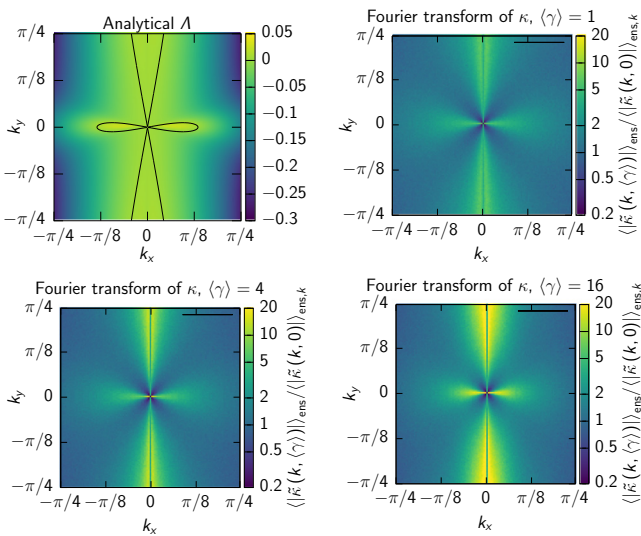 Analytical Λ
π/4
π/8
0
−π/8
−π/4
k_y
−π/4 −π/8 0 π/8 π/4
k_x
0.05
0
−0.05
−0.1
−0.15
−0.2
−0.25
−0.3
Fourier transform of κ, ⟨γ⟩ = 1
π/4
π/8
0
−π/8
−π/4
k_y
−π/4 −π/8 0 π/8 π/4
k_x
20
10
5
2
1
0.5
0.2
⟨|κ̃(k, ⟨γ⟩)|⟩_ens/⟨|κ̃(k, 0)|⟩_ens,k
Fourier transform of κ, ⟨γ⟩ = 4
π/4
π/8
0
−π/8
−π/4
k_y
−π/4 −π/8 0 π/8 π/4
k_x
20
10
5
2
1
0.5
0.2
⟨|κ̃(k, ⟨γ⟩)|⟩_ens/⟨|κ̃(k, 0)|⟩_ens,k
Fourier transform of κ, ⟨γ⟩ = 16
π/4
π/8
0
−π/8
−π/4
k_y
−π/4 −π/8 0 π/8 π/4
k_x
20
10
5
2
1
0.5
0.2
⟨|κ̃(k, ⟨γ⟩)|⟩_ens/⟨|κ̃(k, 0)|⟩_ens,k